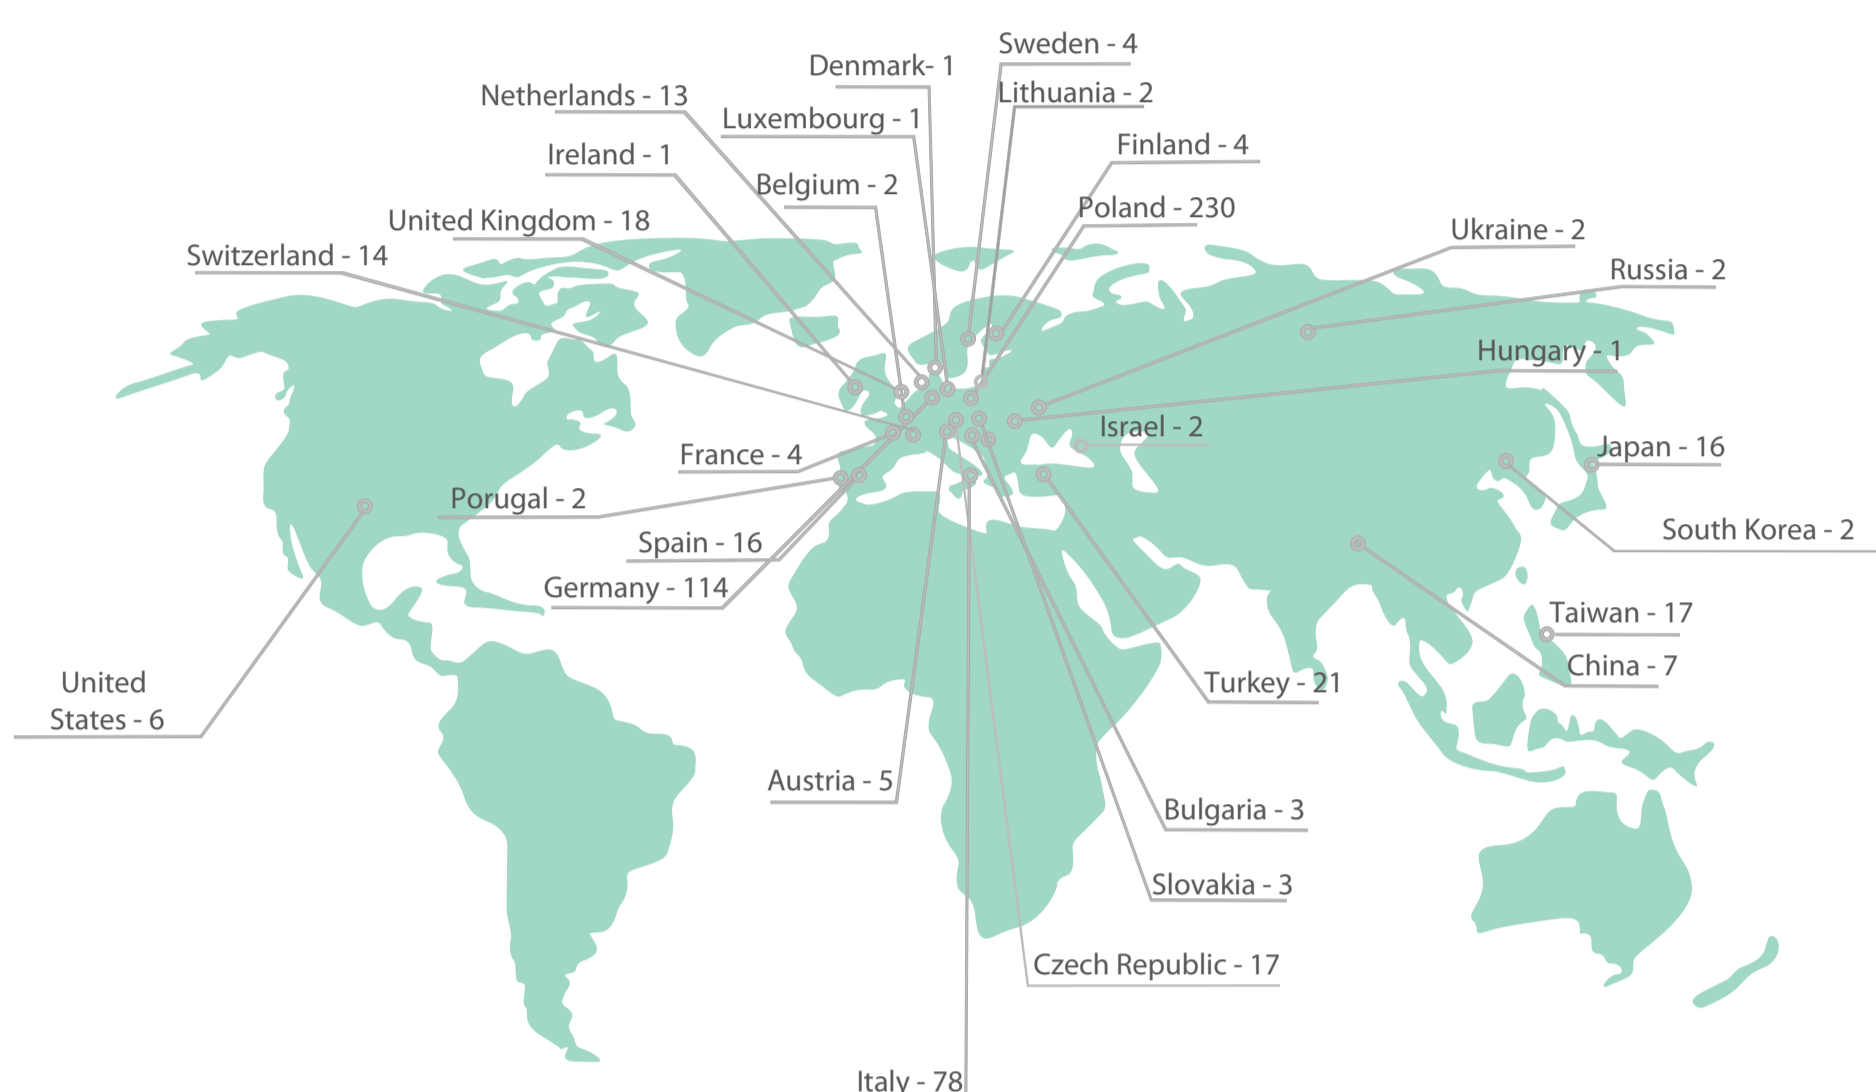 Sweden - 4
Denmark- 1
Netherlands - 13
Lithuania - 2
Luxembourg - 1
Ireland - 1
Finland - 4
Belgium - 2
United Kingdom - 18
Poland - 230
Ukraine - 2
Switzerland - 14
Russia - 2
Hungary - 1
Israel - 2
France - 4
Japan - 16
Porugal - 2
South Korea - 2
Spain - 16
Germany - 114
Taiwan - 17
China - 7
United
States - 6
Turkey - 21
Austria - 5
Bulgaria - 3
Slovakia - 3
Czech Republic - 17
Italy - 78